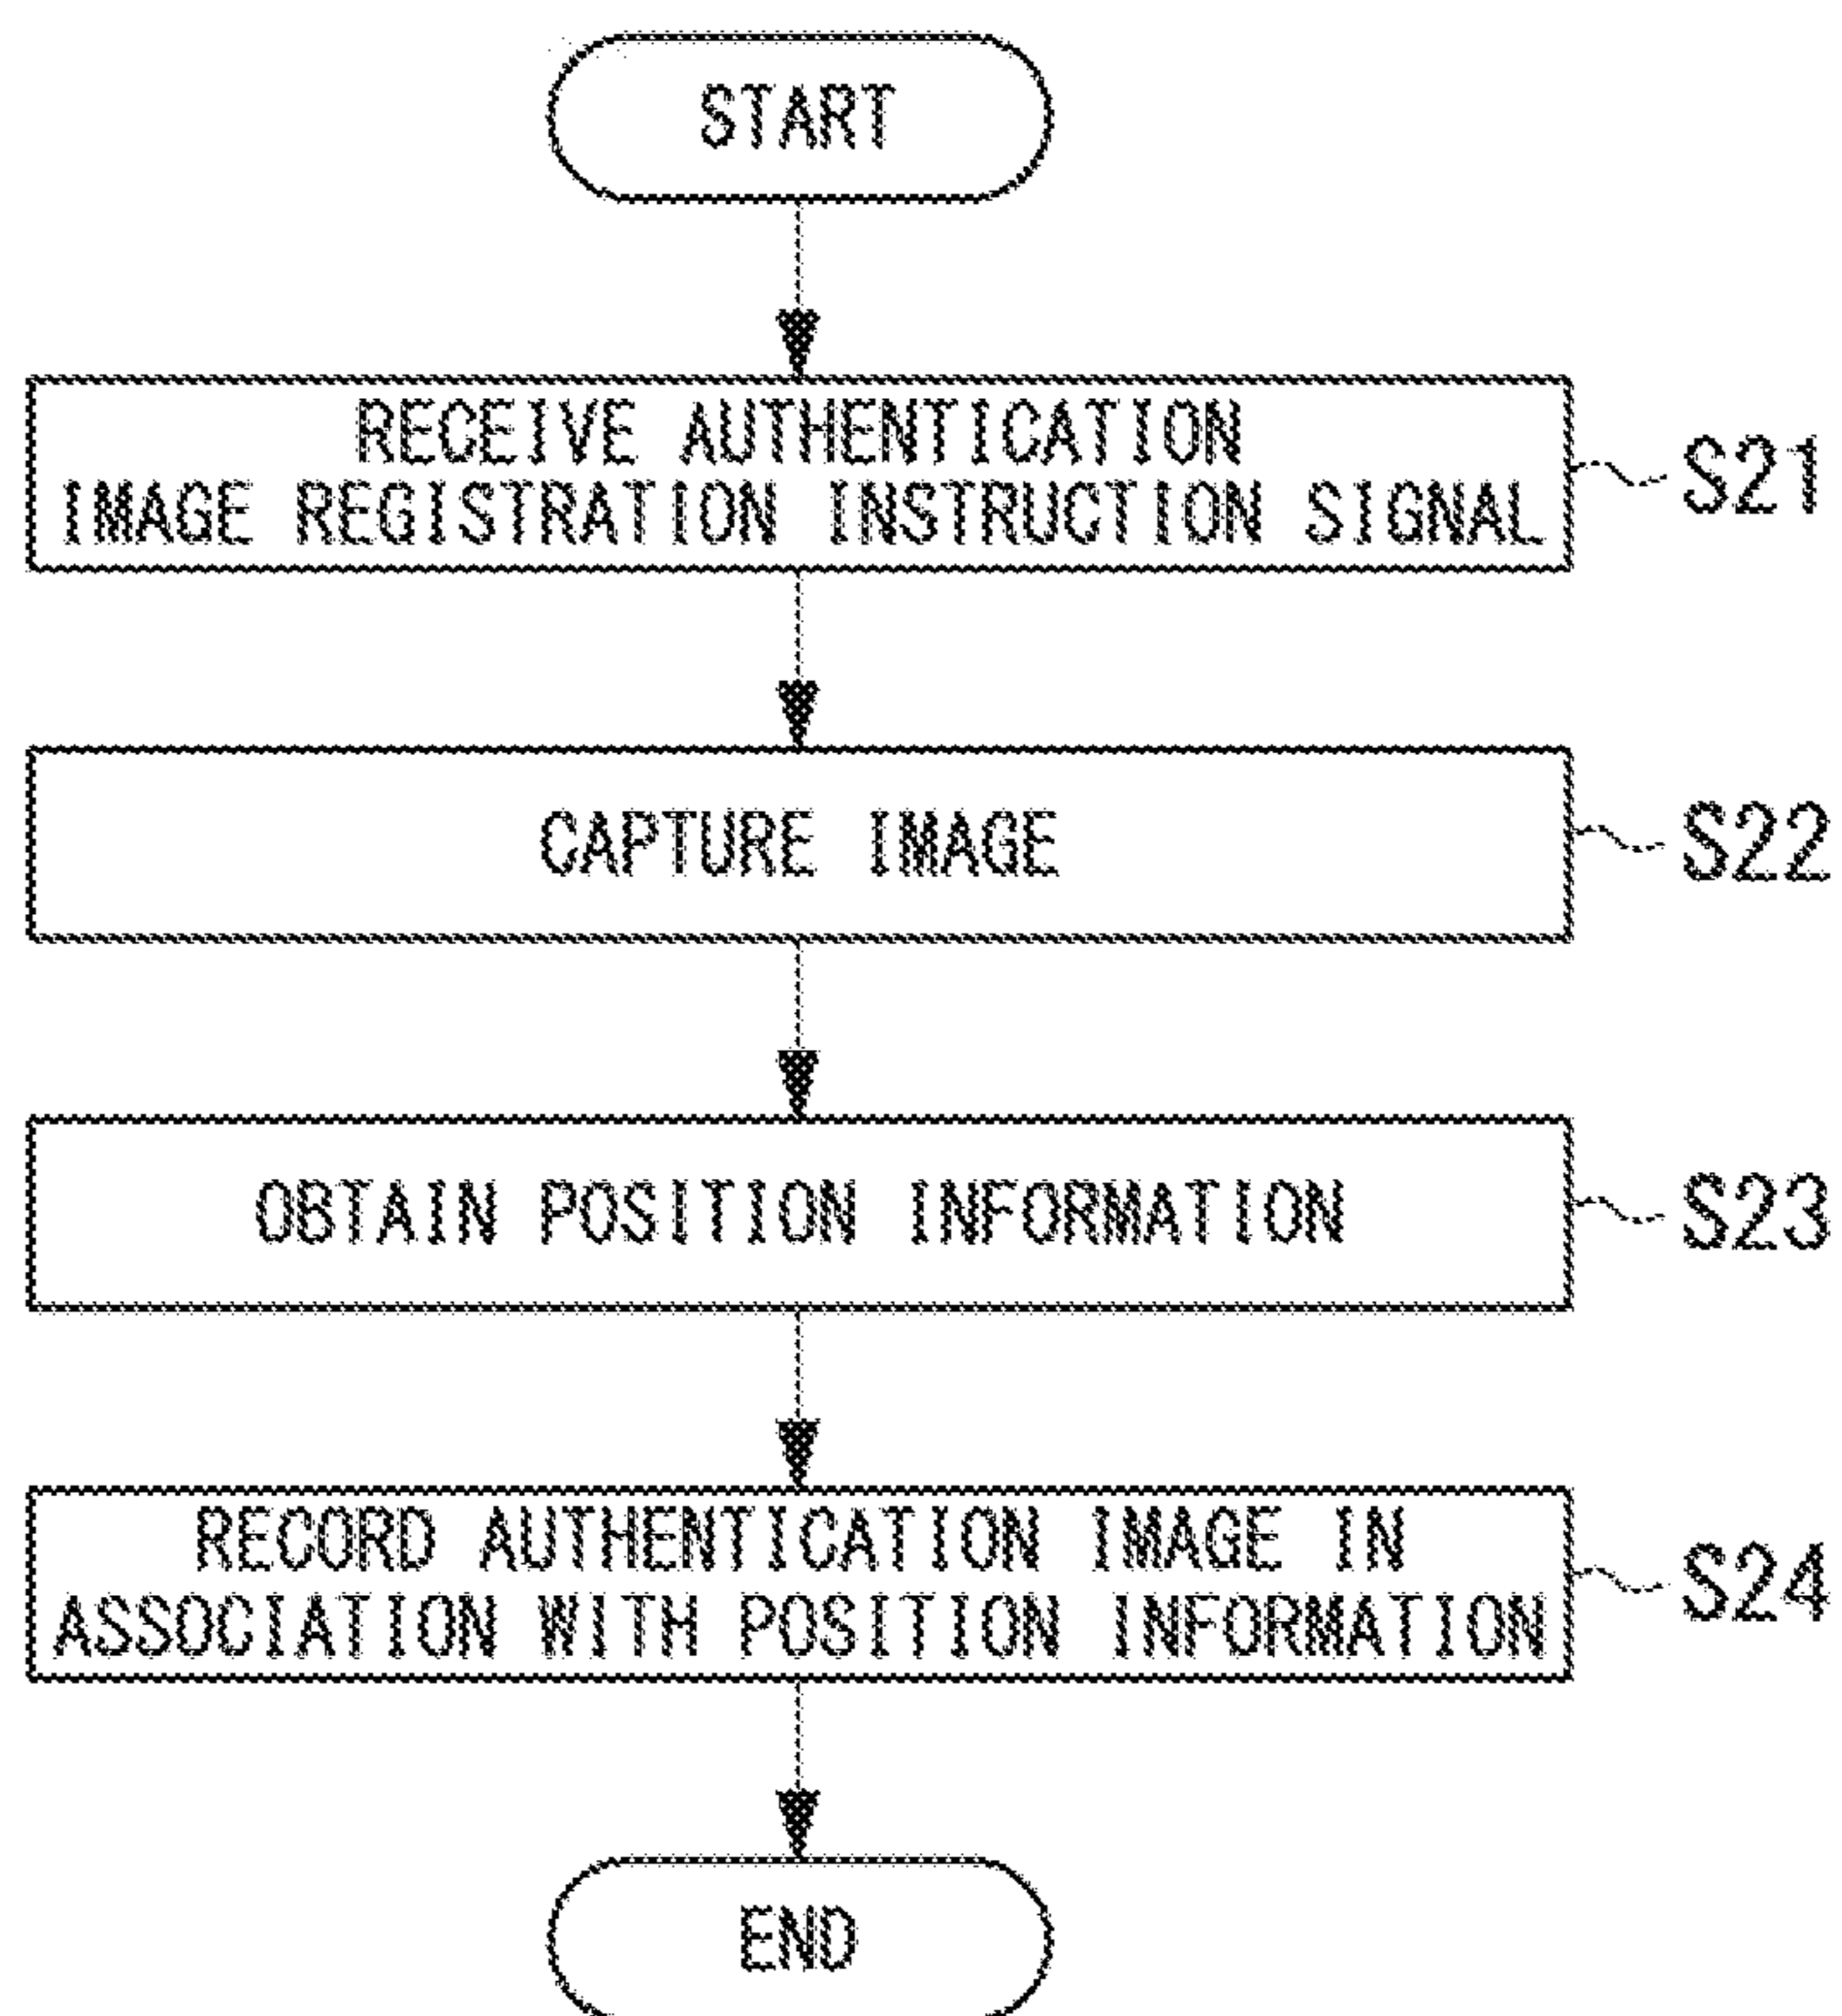 START
RECEIVE AUTHENTICATION
IMAGE REGISTRATION INSTRUCTION SIGNAL
S21
CAPTURE IMAGE
S22
OBTAIN POSITION INFORMATION
S23
RECORD AUTHENTICATION IMAGE IN
ASSOCIATION WITH POSITION INFORMATION
S24
END